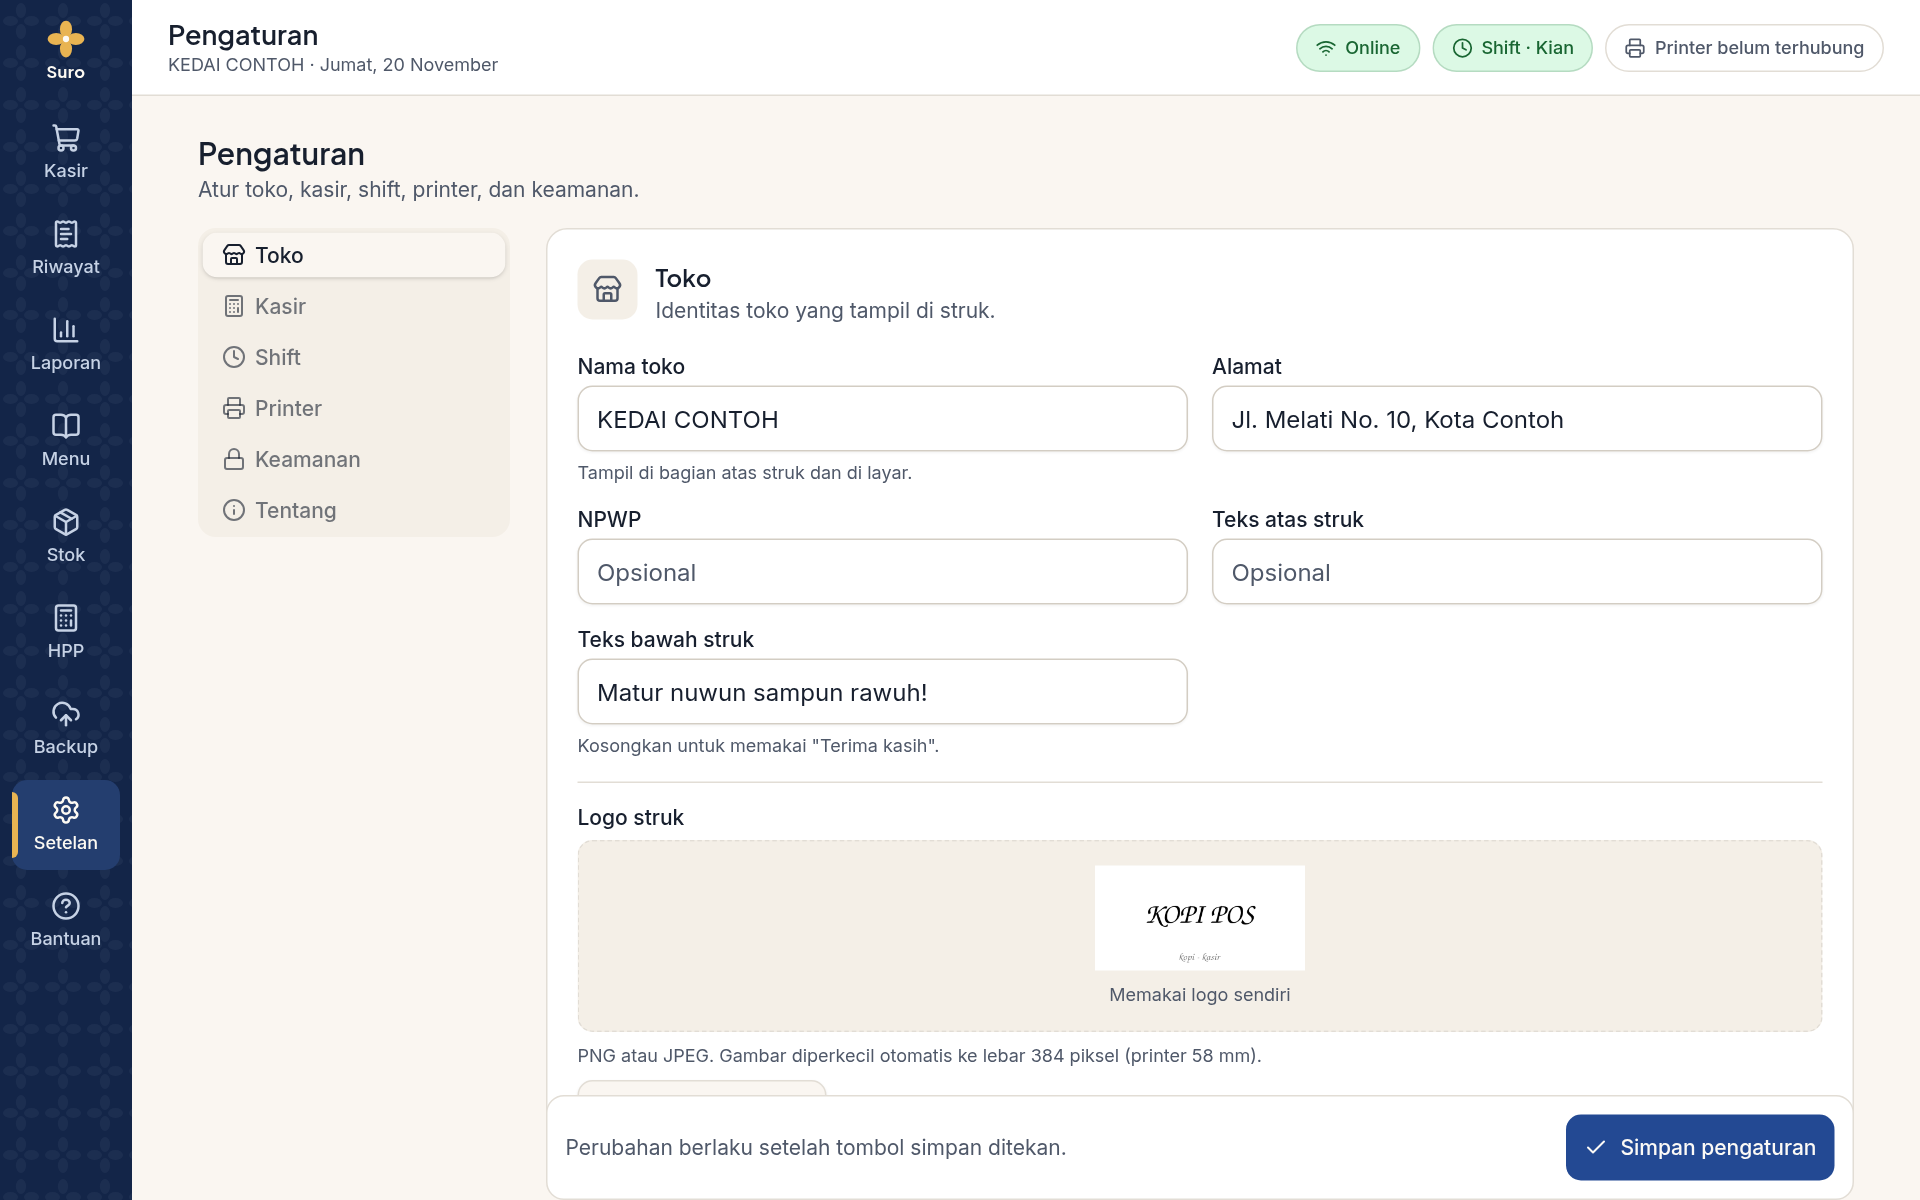 Suro
Kasir
Riwayat
Laporan
Menu
Stok
HPP
Backup
Setelan
Bantuan
Pengaturan
KEDAI CONTOH · Jumat, 20 November
Online
Shift · Kian
Printer belum terhubung
Pengaturan
Atur toko, kasir, shift, printer, dan keamanan.
Toko
Kasir
Shift
Printer
Keamanan
Tentang
Toko
Identitas toko yang tampil di struk.
Nama toko
KEDAI CONTOH
Tampil di bagian atas struk dan di layar.
Alamat
Jl. Melati No. 10, Kota Contoh
NPWP
Opsional
Teks atas struk
Opsional
Teks bawah struk
Matur nuwun sampun rawuh!
Kosongkan untuk memakai "Terima kasih".
Logo struk
KOPI POS
kopi · kasir
Memakai logo sendiri
PNG atau JPEG. Gambar diperkecil otomatis ke lebar 384 piksel (printer 58 mm).
Perubahan berlaku setelah tombol simpan ditekan.
Simpan pengaturan